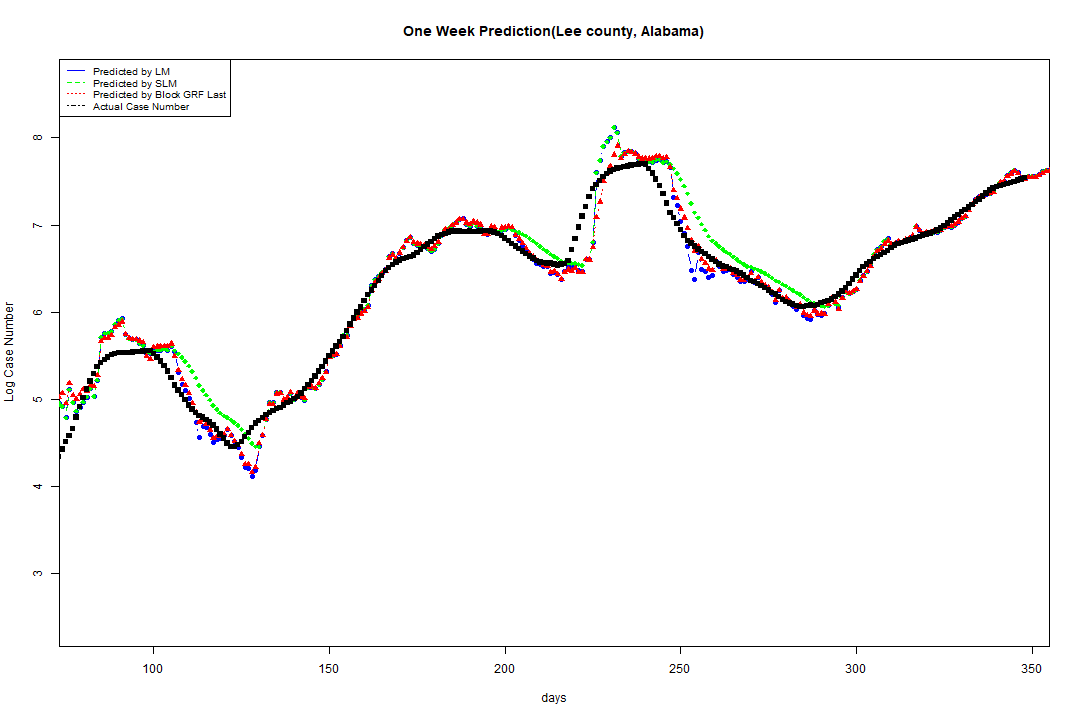 One Week Prediction(Lee county, Alabama)
Predicted by LM
Predicted by SLM
Predicted by Block GRF Last
Actual Case Number
8
7
6
5
4
3
Log Case Number
100 150 200 250 300 350
days